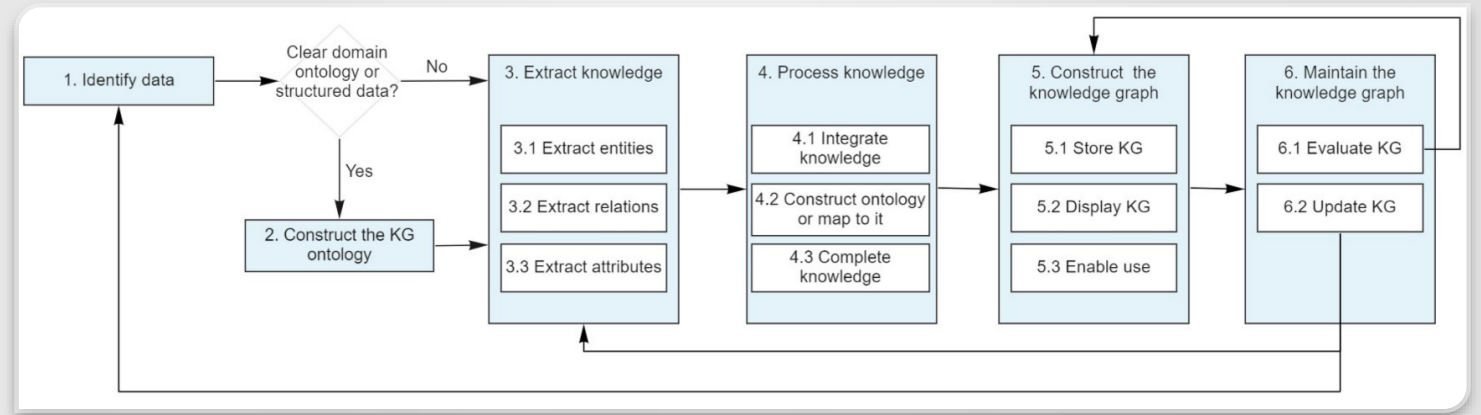 1. Identify data
Clear domain
ontology or
structured data?
No
Yes
2. Construct the KG
ontology
3. Extract knowledge
3.1 Extract entities
3.2 Extract relations
3.3 Extract attributes
4. Process knowledge
4.1 Integrate
knowledge
4.2 Construct ontology
or map to it
4.3 Complete
knowledge
5. Construct the
knowledge graph
5.1 Store KG
5.2 Display KG
5.3 Enable use
6. Maintain the
knowledge graph
6.1 Evaluate KG
6.2 Update KG